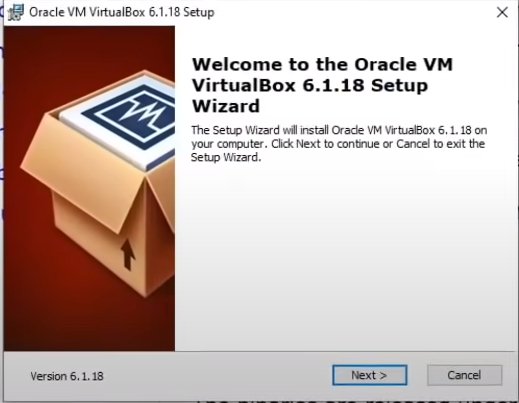 Oracle VM VirtualBox 6.1.18 Setup
Welcome to the Oracle VM
VirtualBox 6.1.18 Setup
Wizard
The Setup Wizard will install Oracle VM VirtualBox 6.1.18 on
your computer. Click Next to continue or Cancel to exit the
Setup Wizard.
Version 6.1.18
Next >
Cancel